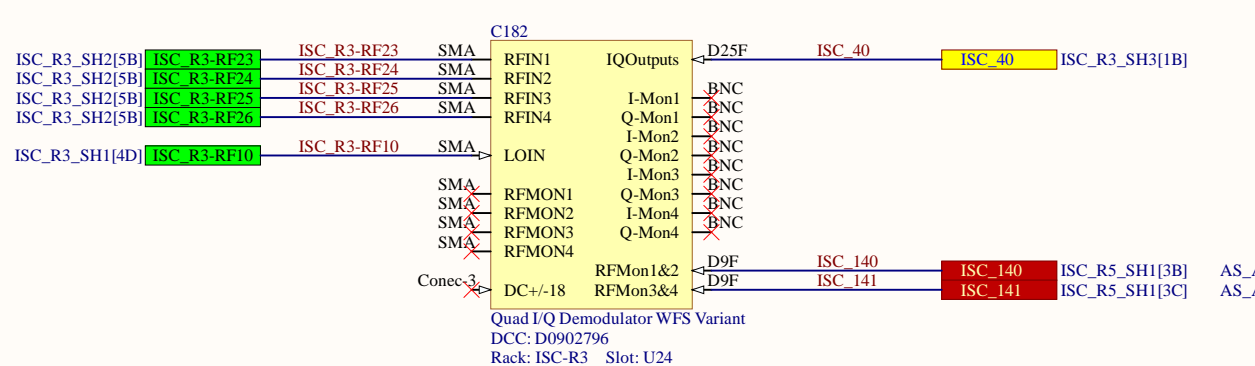 C182
ISC_R3_SH2[5B] ISC_R3-RF23 ISC_R3-RF23 SMA RFIN1 IQOutputs D25F ISC_40 ISC_40 ISC_R3_SH3[1B]
ISC_R3_SH2[5B] ISC_R3-RF24 ISC_R3-RF24 SMA RFIN2
ISC_R3_SH2[5B] ISC_R3-RF25 ISC_R3-RF25 SMA RFIN3 I-Mon1 BNC
ISC_R3_SH2[5B] ISC_R3-RF26 ISC_R3-RF26 SMA RFIN4 Q-Mon1 BNC
I-Mon2 BNC
ISC_R3_SH1[4D] ISC_R3-RF10 ISC_R3-RF10 SMA LOIN Q-Mon2 BNC
I-Mon3 BNC
SMA RFMON1 Q-Mon3 BNC
SMA RFMON2 I-Mon4 BNC
SMA RFMON3 Q-Mon4 BNC
SMA RFMON4
RFMon1&2 D9F ISC_140 ISC_140 ISC_R5_SH1[3B]
Conec-3 DC+/-18 RFMon3&4 D9F ISC_141 ISC_141 ISC_R5_SH1[3C]
Quad I/Q Demodulator WFS Variant
DCC: D0902796
Rack: ISC-R3 Slot: U24